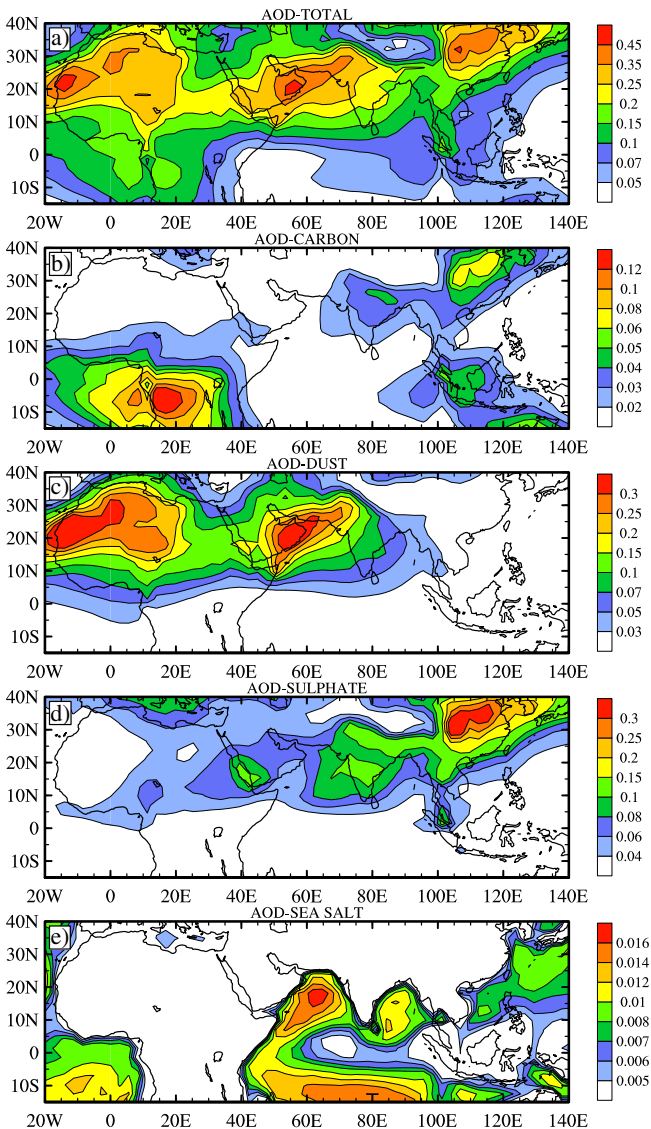 AOD-TOTAL
a)
40N
30N
20N
10N
0
10S
20W 0 20E 40E 60E 80E 100E 120E 140E
0.45
0.35
0.25
0.2
0.15
0.1
0.07
0.05
AOD-CARBON
b)
40N
30N
20N
10N
0
10S
20W 0 20E 40E 60E 80E 100E 120E 140E
0.12
0.1
0.08
0.06
0.05
0.04
0.03
0.02
AOD-DUST
c)
40N
30N
20N
10N
0
10S
20W 0 20E 40E 60E 80E 100E 120E 140E
0.3
0.25
0.2
0.15
0.1
0.07
0.05
0.03
AOD-SULPHATE
d)
40N
30N
20N
10N
0
10S
20W 0 20E 40E 60E 80E 100E 120E 140E
0.3
0.25
0.2
0.15
0.1
0.08
0.06
0.04
AOD-SEA SALT
e)
40N
30N
20N
10N
0
10S
20W 0 20E 40E 60E 80E 100E 120E 140E
0.016
0.014
0.012
0.01
0.008
0.007
0.006
0.005